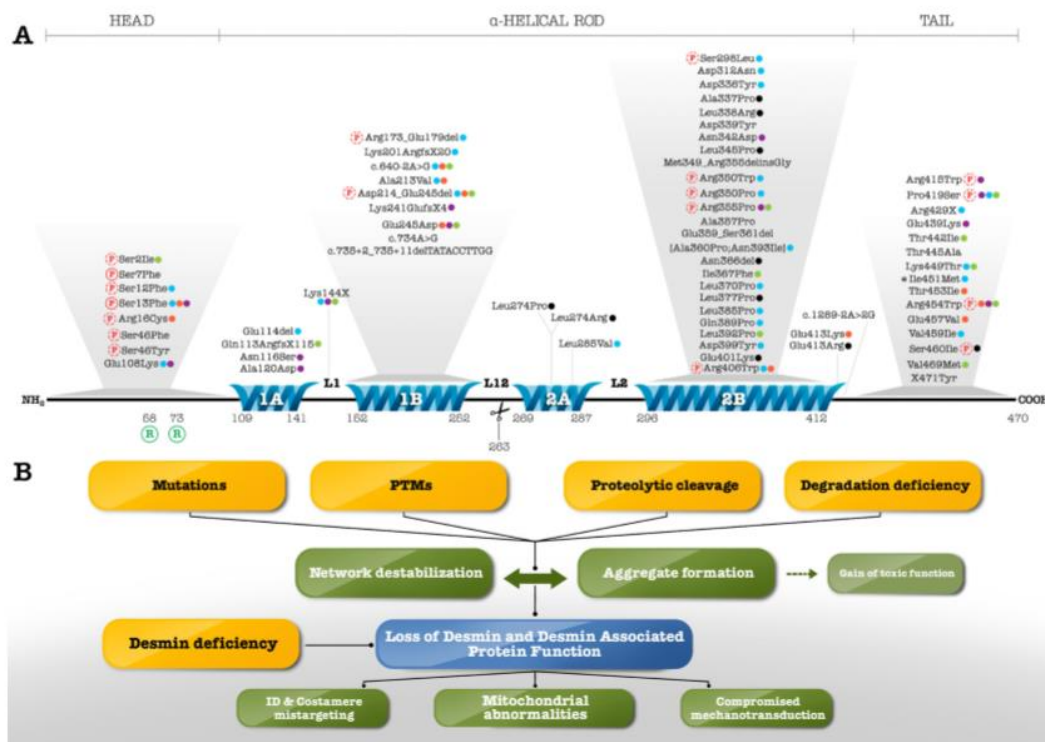 A
HEAD
α-HELICAL ROD
TAIL
P Ser2Ile
P Ser7Phe
P Ser12Phe
P Ser13Phe
P Arg16Cys
P Ser46Phe
P Ser46Tyr
Glu108Lys
Glu114del
Gln113ArgfsX115
Asn116Ser
Ala120Asp
Lys144X
P Arg173_Glu179del
Lys201ArgfsX20
c.640-2A>G
Ala213Val
P Asp214_Glu245del
Lys241GlufsX4
Glu245Asp
c.734A>G
c.735+2_735+11delTATACCTTGG
Leu274Pro
Leu274Arg
Leu285Val
P Ser298Leu
Asp312Asn
Asp336Tyr
Ala337Pro
Leu338Arg
Asp339Tyr
Asn342Asp
Leu345Pro
Met349_Arg355delinsGly
P Arg350Trp
P Arg350Pro
P Arg355Pro
Ala357Pro
Glu359_Ser361del
[Ala360Pro;Asn393Ile]
Asn366del
Ile367Phe
Leu370Pro
Leu377Pro
Leu385Pro
Gln389Pro
Leu392Pro
Asp399Tyr
Glu401Lys
P Arg406Trp
c.1289-2A>2G
Glu413Lys
Glu413Arg
Arg415Trp P
Pro419Ser P
Arg429X
Glu439Lys
Thr442Ile
Thr445Ala
Lys449Thr
* Ile451Met
Thr453Ile
Arg454Trp P
Glu457Val
Val459Ile
Ser460Ile P
Val469Met
X471Tyr
NH₂ 1A L1 1B L12 2A L2 2B COOH
68 73 109 141 152 252 263 269 287 296 412 470
R R
B
Mutations
PTMs
Proteolytic cleavage
Degradation deficiency
Network destabilization
Aggregate formation
Gain of toxic function
Desmin deficiency
Loss of Desmin and Desmin Associated
Protein Function
ID & Costamere
mistargeting
Mitochondrial
abnormalities
Compromised
mechanotransduction